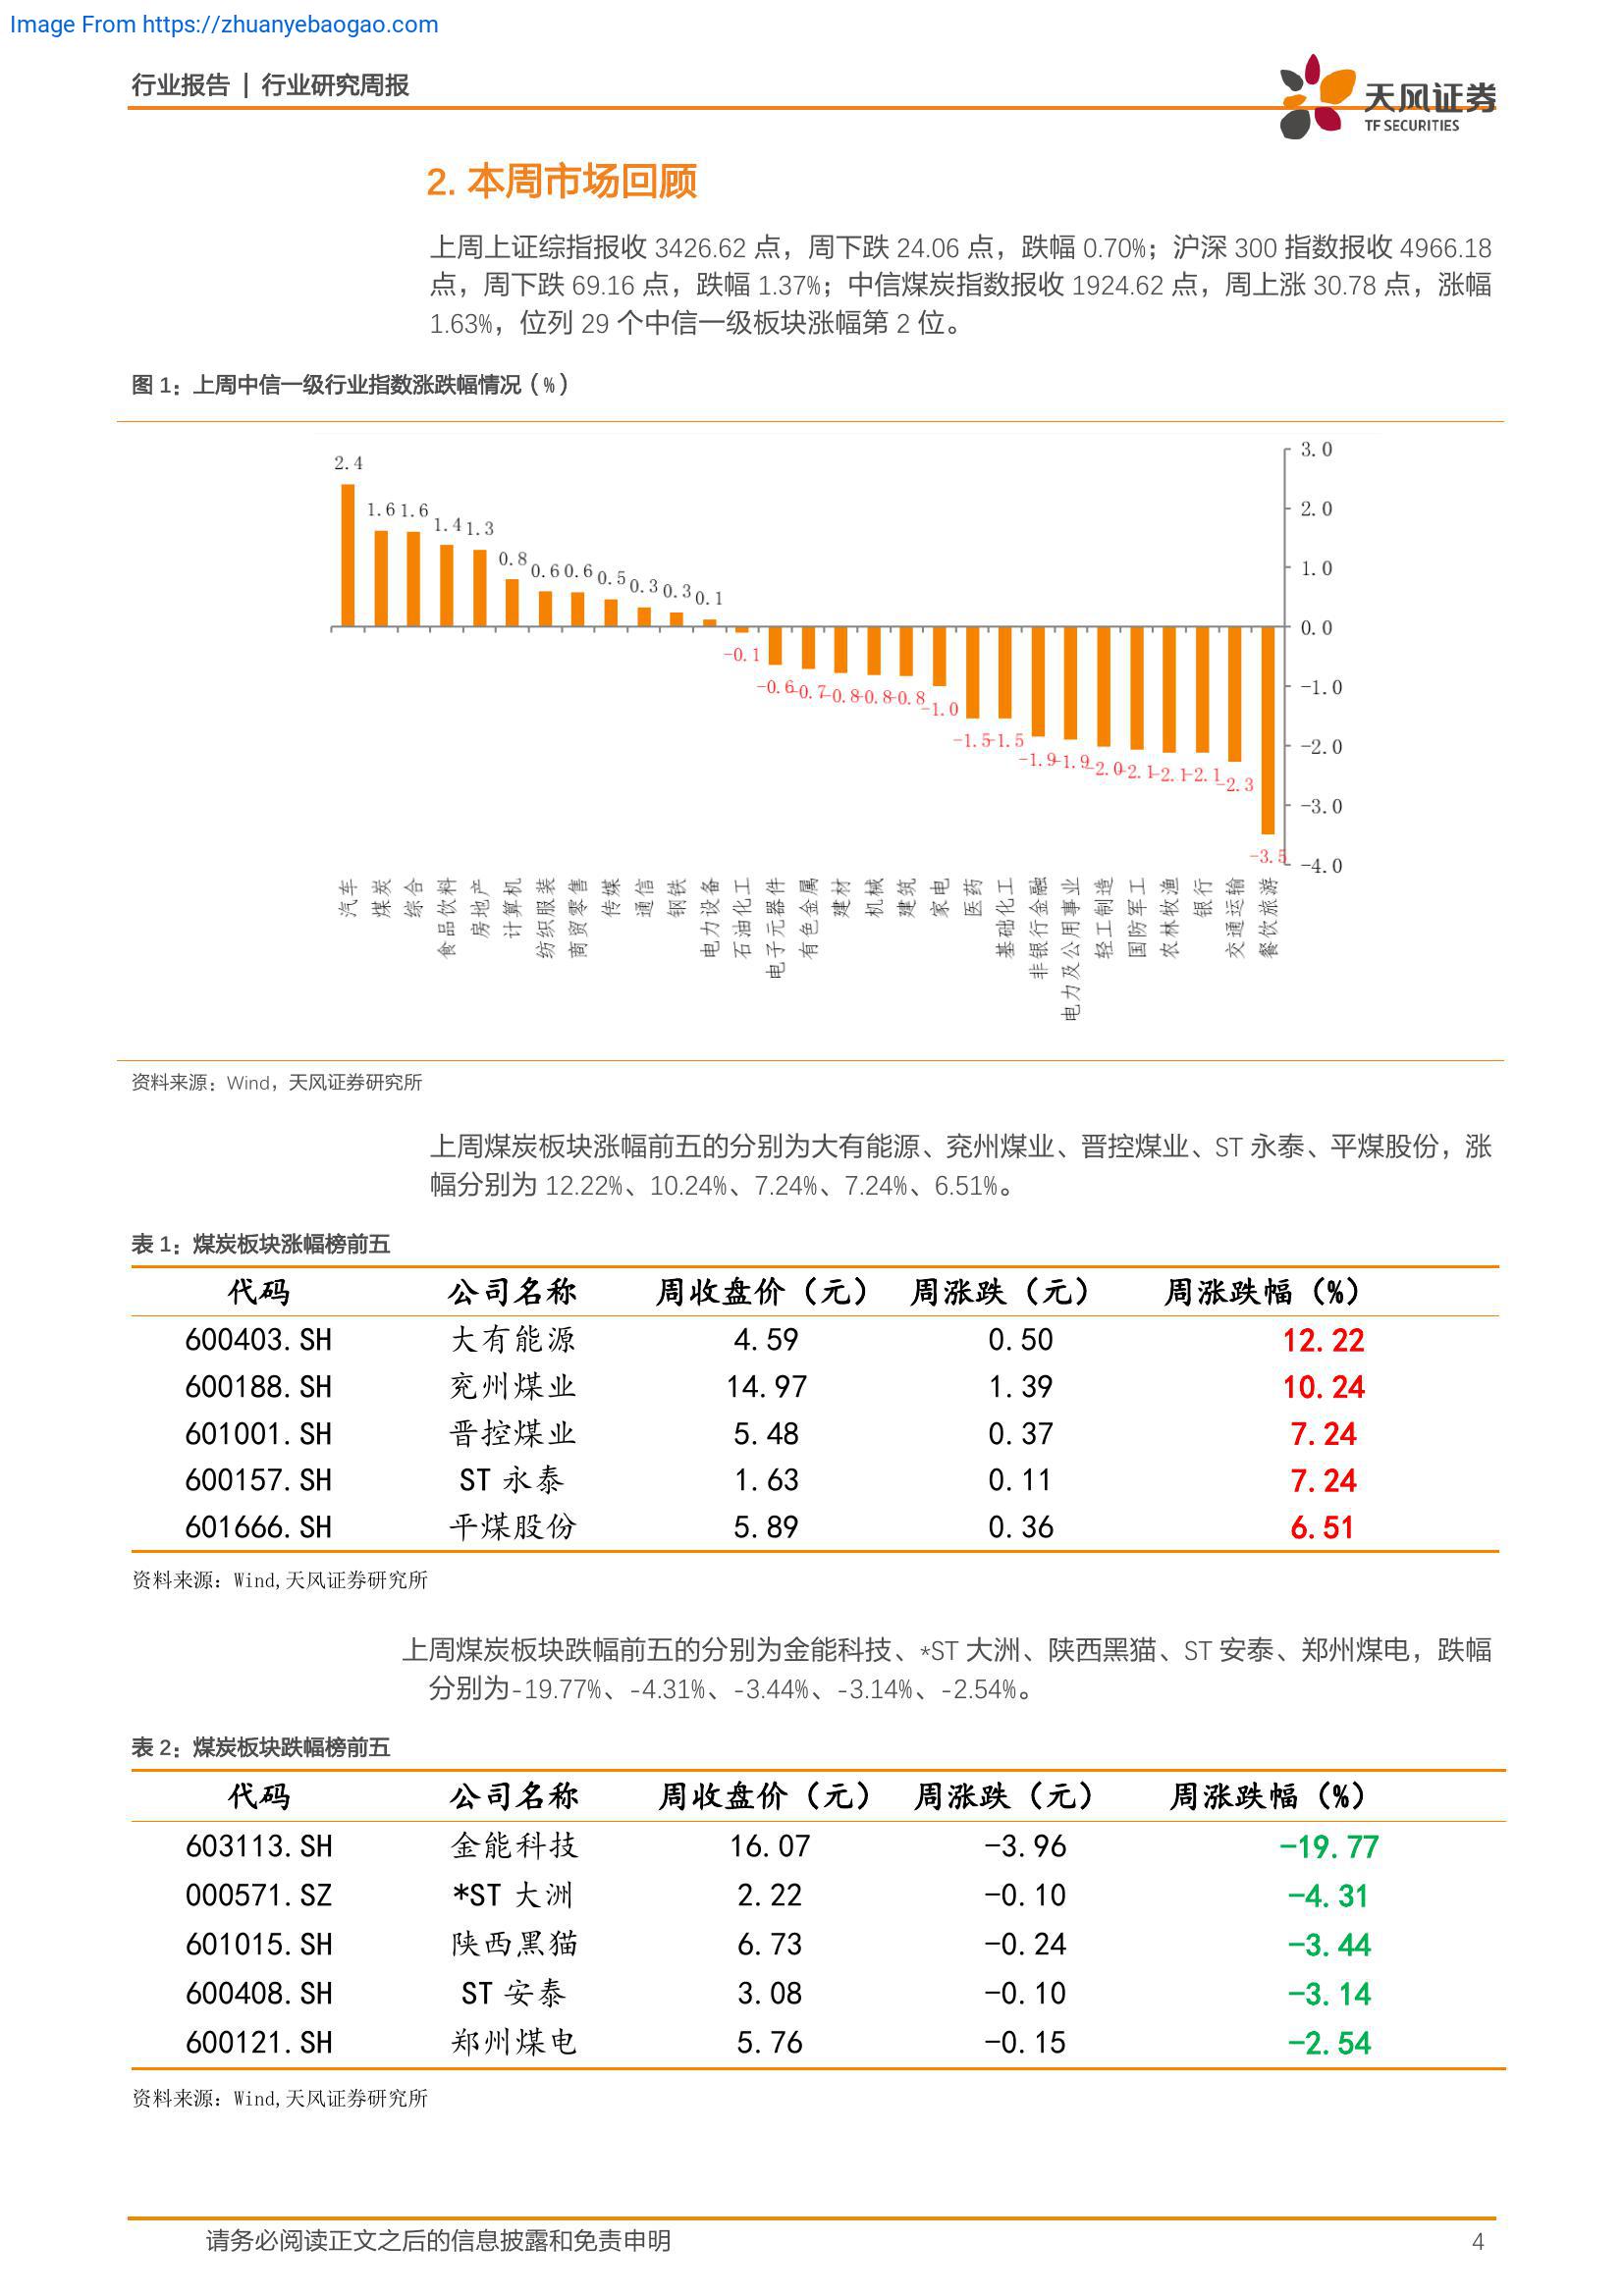 Image From https://zhuanyebaogao.com
行业报告 | 行业研究周报
天风证券
TF SECURITIES
2. 本周市场回顾
上周上证综指报收 3426.62 点，周下跌 24.06 点，跌幅 0.70%；沪深 300 指数报收 4966.18
点，周下跌 69.16 点，跌幅 1.37%；中信煤炭指数报收 1924.62 点，周上涨 30.78 点，涨幅
1.63%，位列 29 个中信一级板块涨幅第 2 位。
图 1：上周中信一级行业指数涨跌幅情况（%）
2.4 1.6 1.6 1.4 1.3 0.8 0.6 0.6 0.5 0.3 0.3 0.1 -0.1 -0.6 -0.7 -0.8 -0.8 -0.8 -1.0 -1.5 -1.5 -1.9 -1.9 -2.0 -2.1 -2.1 -2.1 -2.3 -3.5
3.0
2.0
1.0
0.0
-1.0
-2.0
-3.0
-4.0
汽车
煤炭
综合
食品饮料
房地产
计算机
纺织服装
商贸零售
传媒
通信
钢铁
电力设备
石油化工
电子元器件
有色金属
建材
机械
建筑
家电
医药
基础化工
非银行金融
电力及公用事业
轻工制造
国防军工
农林牧渔
银行
交通运输
餐饮旅游
资料来源：Wind，天风证券研究所
上周煤炭板块涨幅前五的分别为大有能源、兖州煤业、晋控煤业、ST 永泰、平煤股份，涨
幅分别为 12.22%、10.24%、7.24%、7.24%、6.51%。
表 1：煤炭板块涨幅榜前五
代码 公司名称 周收盘价（元） 周涨跌（元） 周涨跌幅（%）
600403.SH 大有能源 4.59 0.50 12.22
600188.SH 兖州煤业 14.97 1.39 10.24
601001.SH 晋控煤业 5.48 0.37 7.24
600157.SH ST 永泰 1.63 0.11 7.24
601666.SH 平煤股份 5.89 0.36 6.51
资料来源：Wind,天风证券研究所
上周煤炭板块跌幅前五的分别为金能科技、*ST 大洲、陕西黑猫、ST 安泰、郑州煤电，跌幅
分别为-19.77%、-4.31%、-3.44%、-3.14%、-2.54%。
表 2：煤炭板块跌幅榜前五
代码 公司名称 周收盘价（元） 周涨跌（元） 周涨跌幅（%）
603113.SH 金能科技 16.07 -3.96 -19.77
000571.SZ *ST 大洲 2.22 -0.10 -4.31
601015.SH 陕西黑猫 6.73 -0.24 -3.44
600408.SH ST 安泰 3.08 -0.10 -3.14
600121.SH 郑州煤电 5.76 -0.15 -2.54
资料来源：Wind,天风证券研究所
请务必阅读正文之后的信息披露和免责申明 4